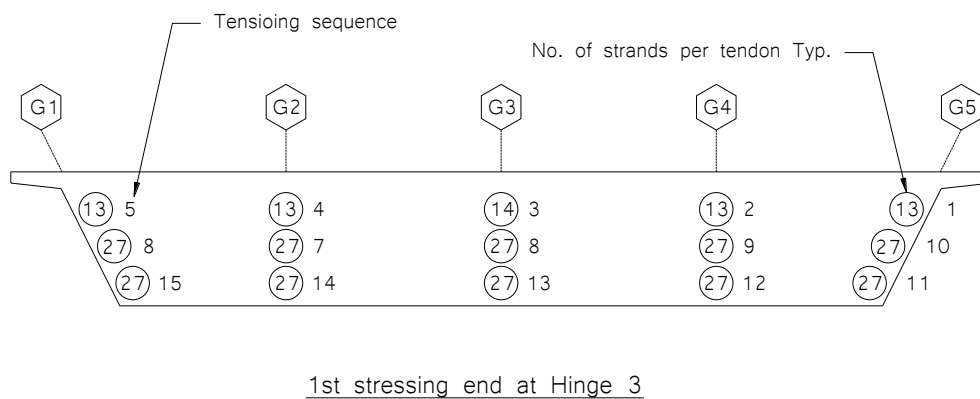 Tensioing sequence
No. of strands per tendon Typ.
G1 G2 G3 G4 G5
13 5 13 4 14 3 13 2 13 1
27 8 27 7 27 8 27 9 27 10
27 15 27 14 27 13 27 12 27 11
1st stressing end at Hinge 3